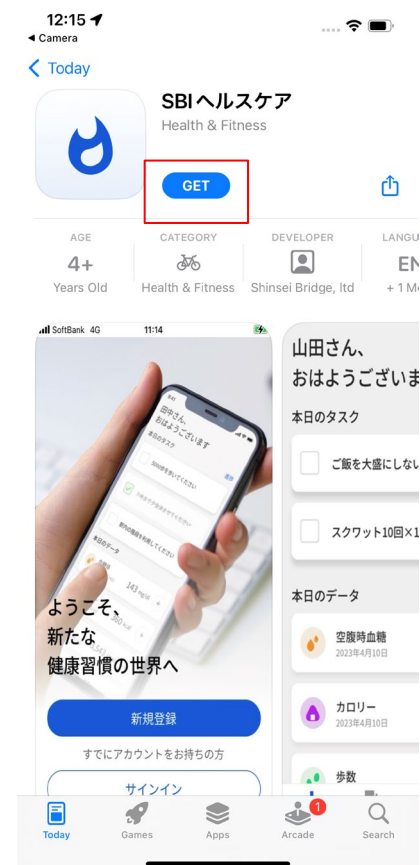 12:15
◀ Camera
Today
SBIヘルスケア
Health & Fitness
GET
AGE
CATEGORY
DEVELOPER
4+
EN
Years Old
Health & Fitness
Shinsei Bridge, ltd
SoftBank 4G
11:14
田中さん、
おはようございます
本日のタスク
本日のデータ
143 mg/dl
ようこそ、
新たな
健康習慣の世界へ
新規登録
すでにアカウントをお持ちの方
サインイン
山田さん、
おはようござい
本日のタスク
ご飯を大盛にしない
スクワット10回×1
本日のデータ
空腹時血糖
2023年4月10日
カロリー
2023年4月10日
歩数
Today
Games
Apps
1
Arcade
Search